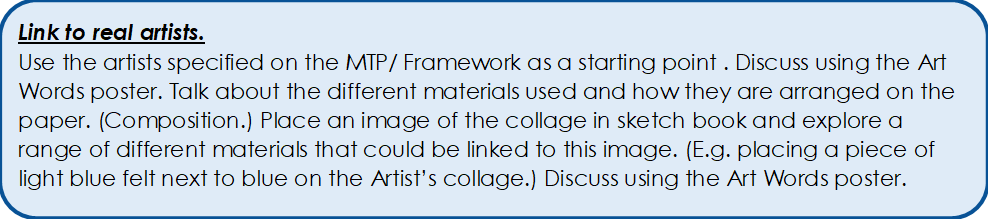 Link to real artists.
Use the artists specified on the MTP/ Framework as a starting point . Discuss using the Art
Words poster. Talk about the different materials used and how they are arranged on the
paper. (Composition.) Place an image of the collage in sketch book and explore a
range of different materials that could be linked to this image. (E.g. placing a piece of
light blue felt next to blue on the Artist’s collage.) Discuss using the Art Words poster.